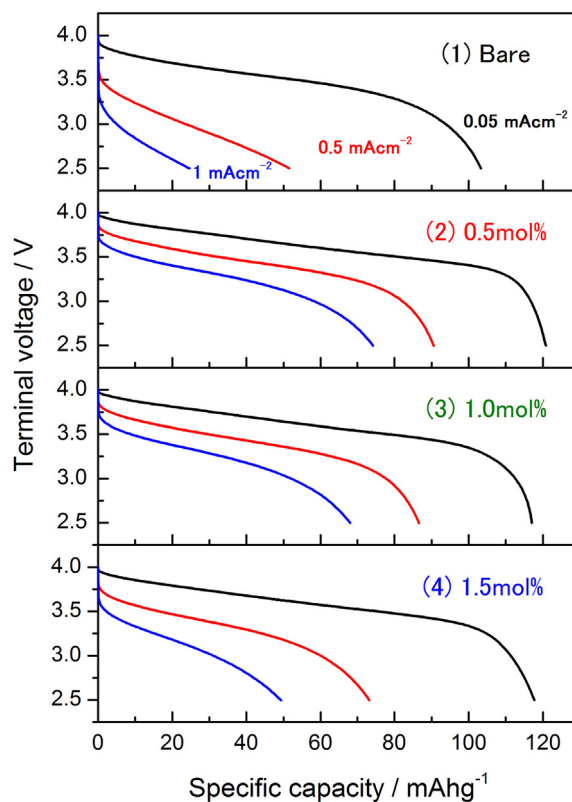 4.0
(1) Bare
3.5
0.05 mAcm⁻²
3.0
0.5 mAcm⁻²
2.5
1 mAcm⁻²
4.0
(2) 0.5mol%
3.5
3.0
2.5
4.0
(3) 1.0mol%
3.5
3.0
2.5
4.0
(4) 1.5mol%
3.5
3.0
2.5
0 20 40 60 80 100 120
Terminal voltage / V
Specific capacity / mAhg⁻¹